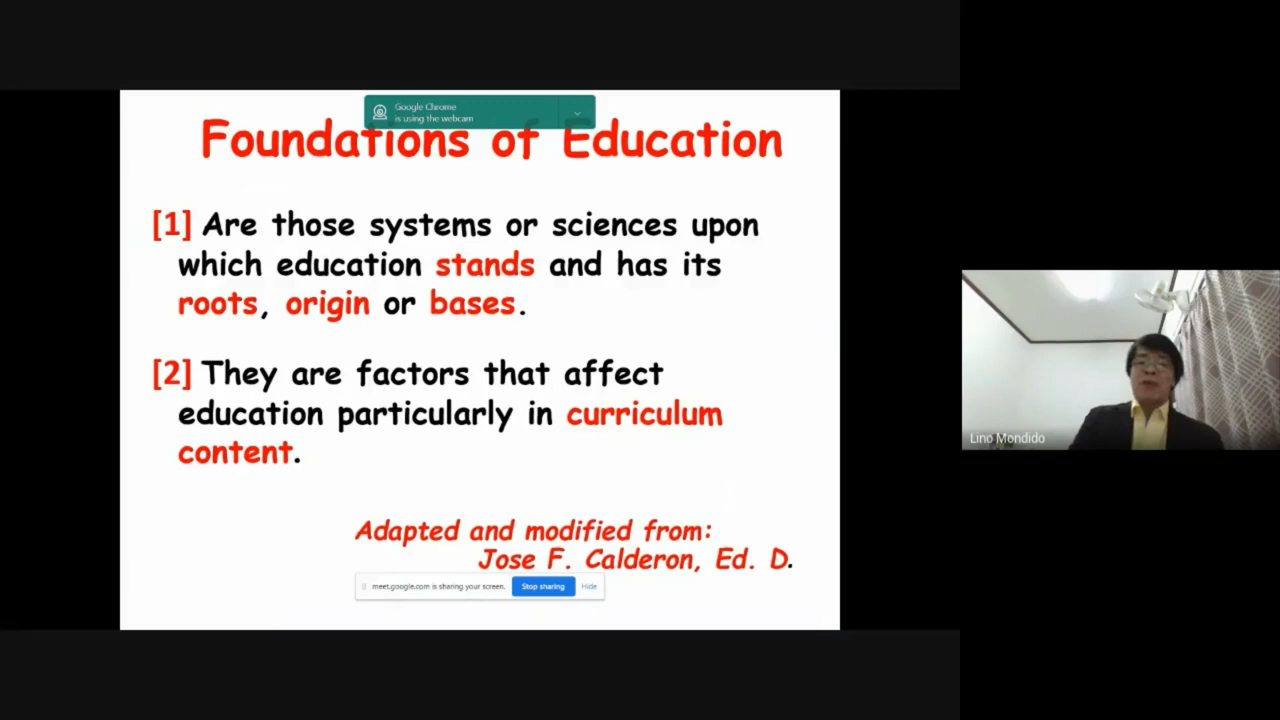 Google Chrome
is using the webcam
Foundations of Education
[1] Are those systems or sciences upon
which education stands and has its
roots, origin or bases.
[2] They are factors that affect
education particularly in curriculum
content.
Adapted and modified from:
Jose F. Calderon, Ed. D.
meet.google.com is sharing your screen. Stop sharing Hide
Lino Mondido